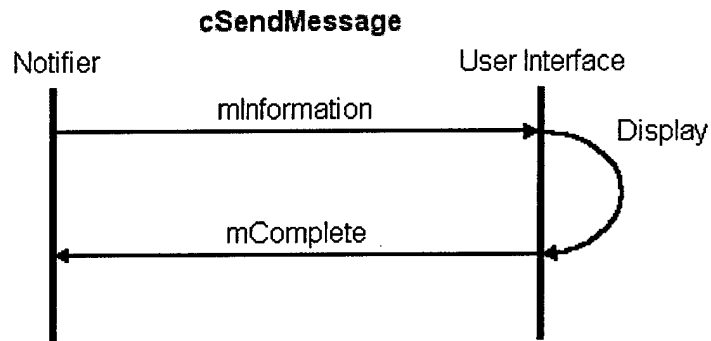 cSendMessage
Notifier
User Interface
mInformation
Display
mComplete